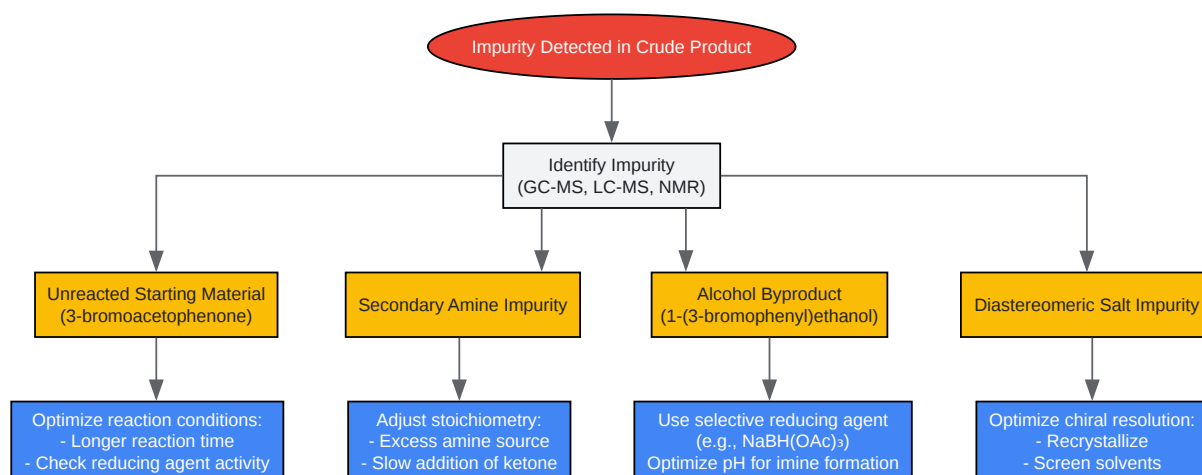 Impurity Detected in Crude Product
Identify Impurity
(GC-MS, LC-MS, NMR)
Unreacted Starting Material
(3-bromoacetophenone)
Secondary Amine Impurity
Alcohol Byproduct
(1-(3-bromophenyl)ethanol)
Diastereomeric Salt Impurity
Optimize reaction conditions:
- Longer reaction time
- Check reducing agent activity
Adjust stoichiometry:
- Excess amine source
- Slow addition of ketone
Use selective reducing agent
(e.g., NaBH(OAc)₃)
Optimize pH for imine formation
Optimize chiral resolution:
- Recrystallize
- Screen solvents